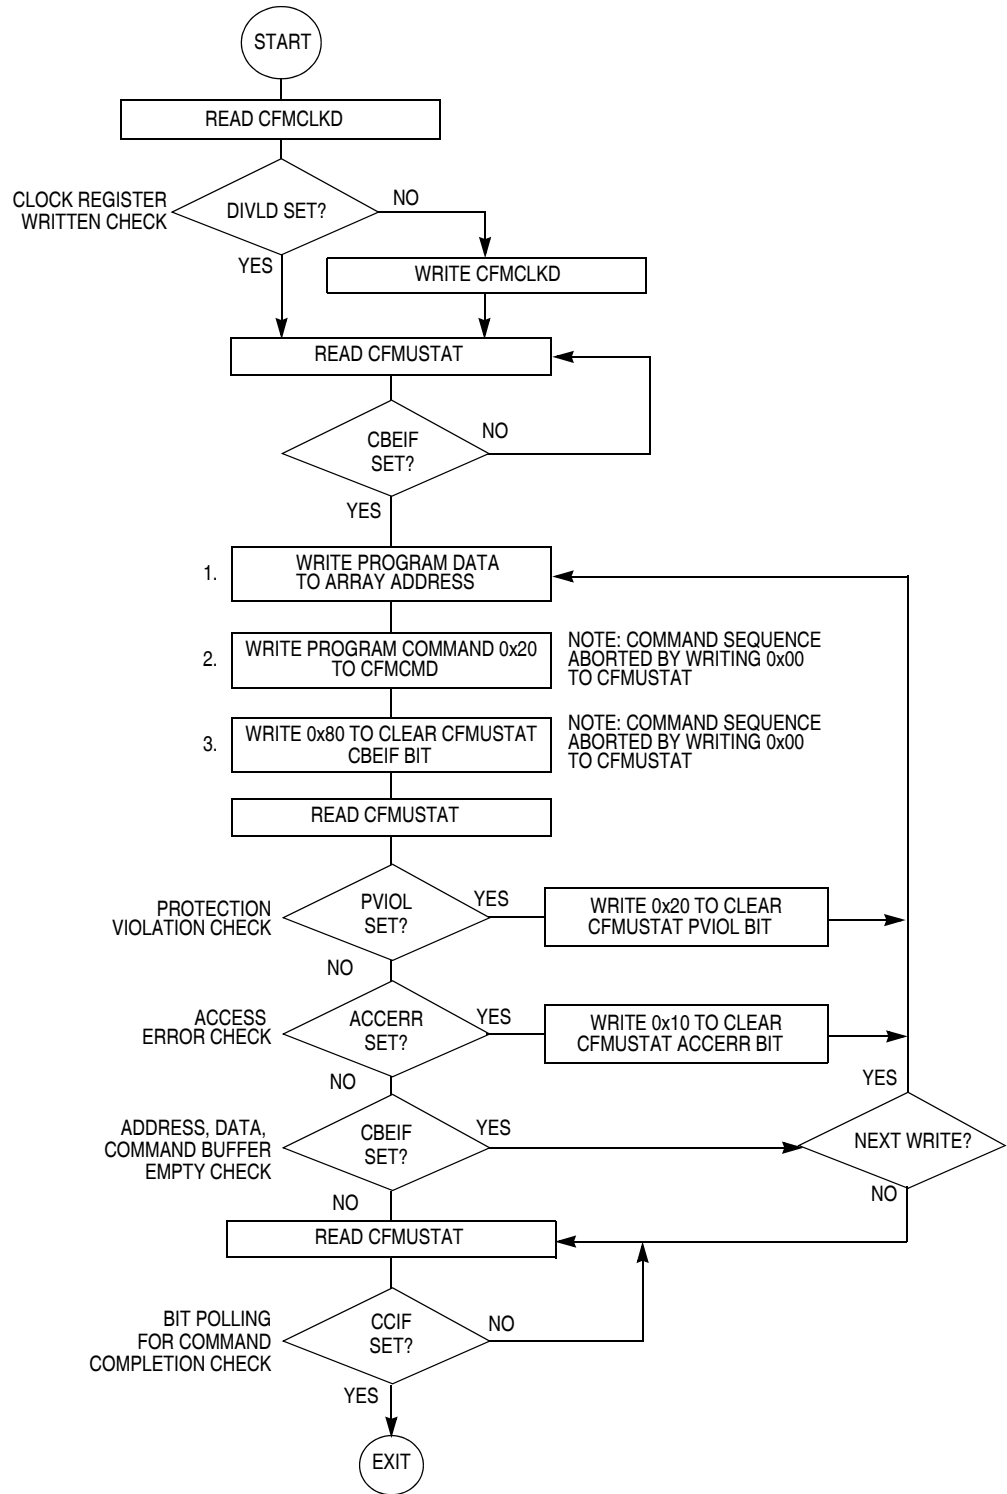 START
READ CFMCLKD
CLOCK REGISTER
WRITTEN CHECK
DIVLD SET?
NO
YES
WRITE CFMCLKD
READ CFMUSTAT
CBEIF
SET?
NO
YES
1.
WRITE PROGRAM DATA
TO ARRAY ADDRESS
2.
WRITE PROGRAM COMMAND 0x20
TO CFMCMD
NOTE: COMMAND SEQUENCE
ABORTED BY WRITING 0x00
TO CFMUSTAT
3.
WRITE 0x80 TO CLEAR CFMUSTAT
CBEIF BIT
NOTE: COMMAND SEQUENCE
ABORTED BY WRITING 0x00
TO CFMUSTAT
READ CFMUSTAT
PROTECTION
VIOLATION CHECK
PVIOL
SET?
YES
WRITE 0x20 TO CLEAR
CFMUSTAT PVIOL BIT
NO
ACCESS
ERROR CHECK
ACCERR
SET?
YES
WRITE 0x10 TO CLEAR
CFMUSTAT ACCERR BIT
NO
YES
ADDRESS, DATA,
COMMAND BUFFER
EMPTY CHECK
CBEIF
SET?
YES
NEXT WRITE?
NO
NO
READ CFMUSTAT
BIT POLLING
FOR COMMAND
COMPLETION CHECK
CCIF
SET?
NO
YES
EXIT